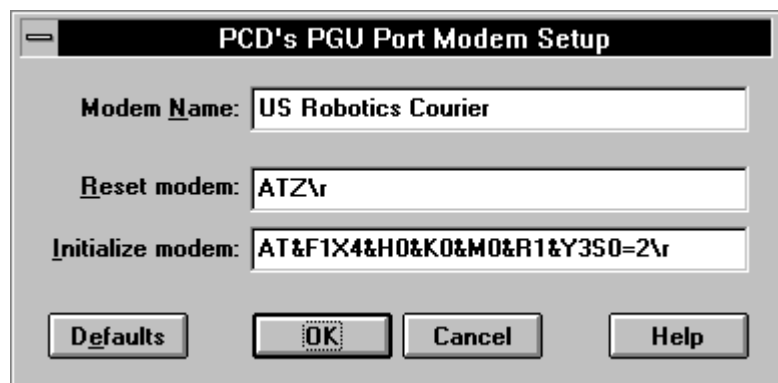 PCD's PGU Port Modem Setup
Modem Name: US Robotics Courier
Reset modem: ATZ\r
Initialize modem: AT&F1X4&H0&K0&M0&R1&Y3S0=2\r
Defaults OK Cancel Help